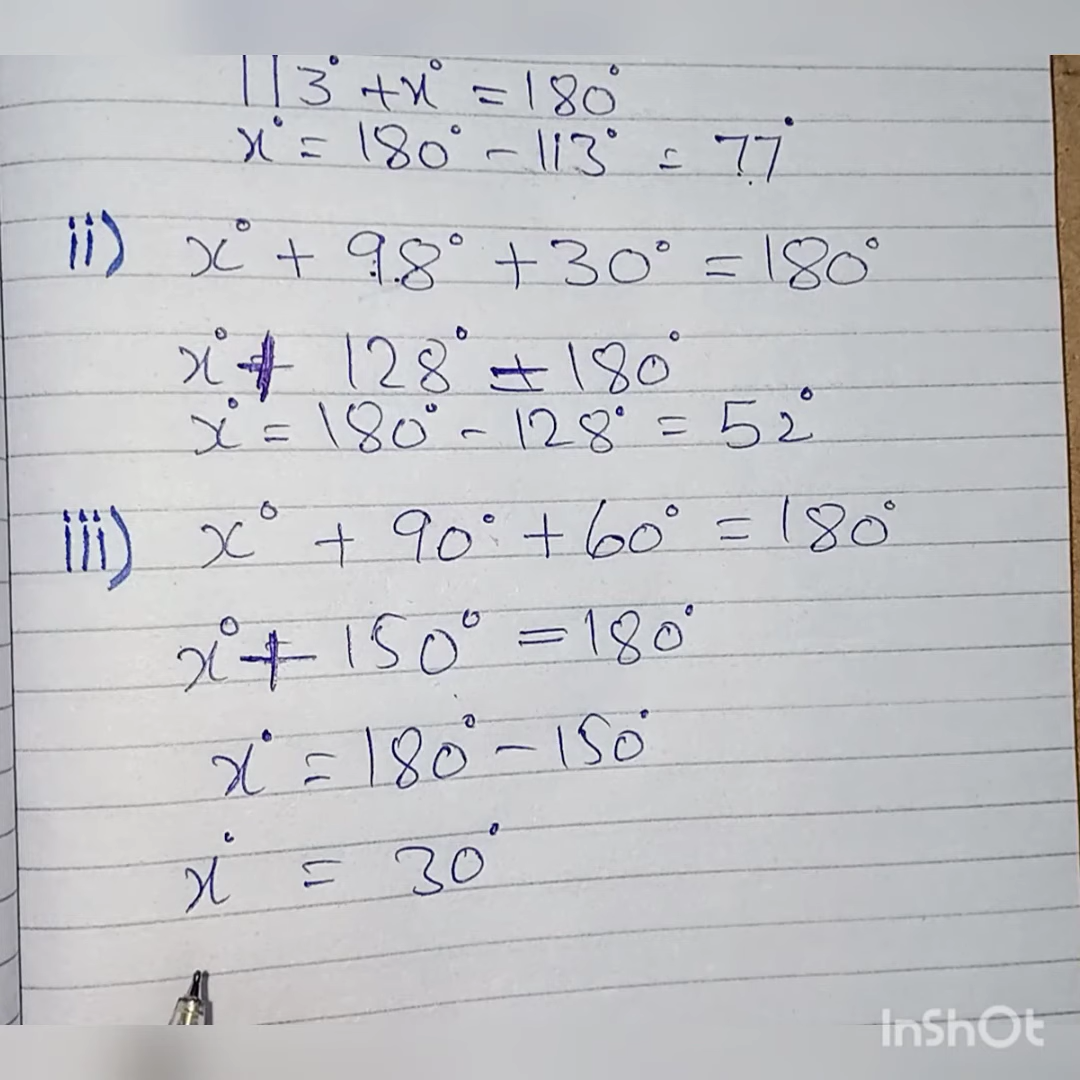 113° + x° = 180°
x° = 180° - 113° = 77°
ii) x° + 98° + 30° = 180°
x° + 128° = 180°
x° = 180° - 128° = 52°
iii) x° + 90° + 60° = 180°
x° + 150° = 180°
x° = 180° - 150°
x° = 30°
InShOt